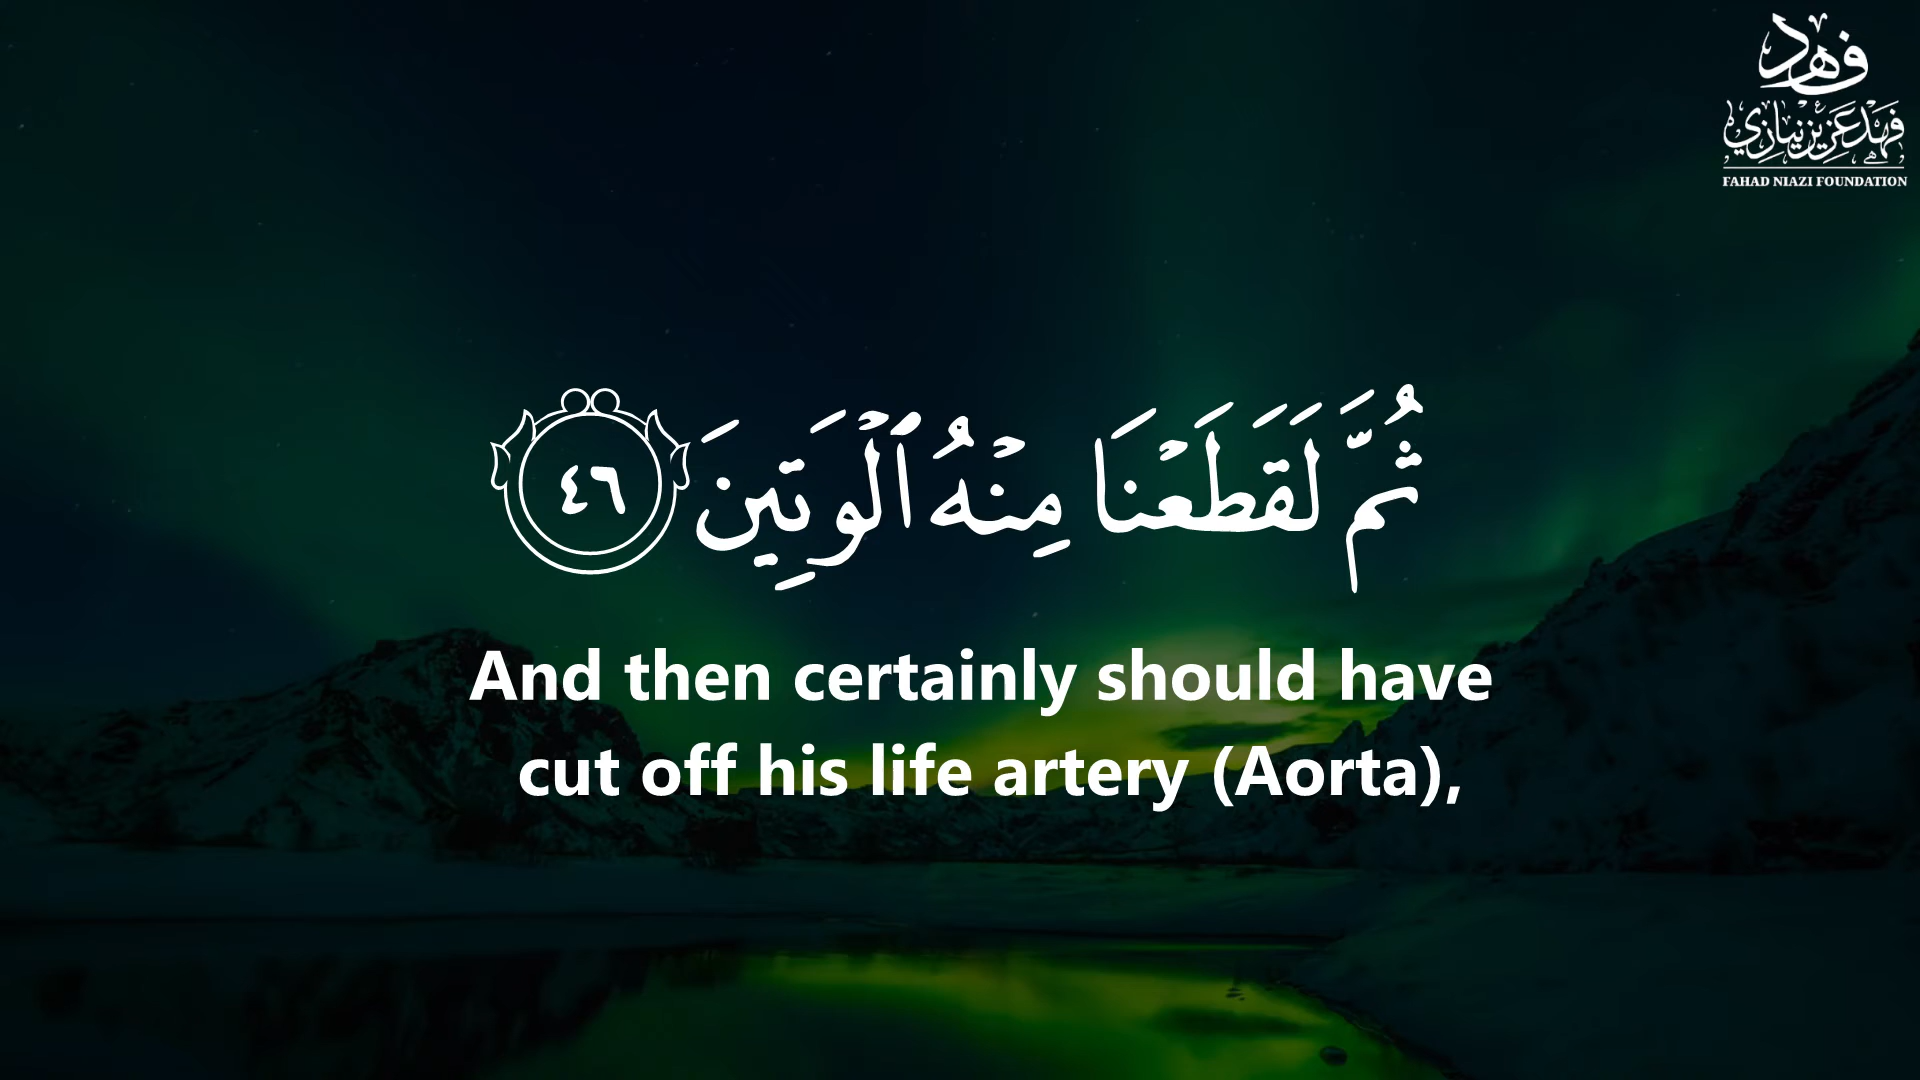 فهد
فهد عزيز نيازي
FAHAD NIAZI FOUNDATION
ثُمَّ لَقَطَعْنَا مِنْهُ ٱلْوَتِينَ ٤٦
And then certainly should have
cut off his life artery (Aorta),